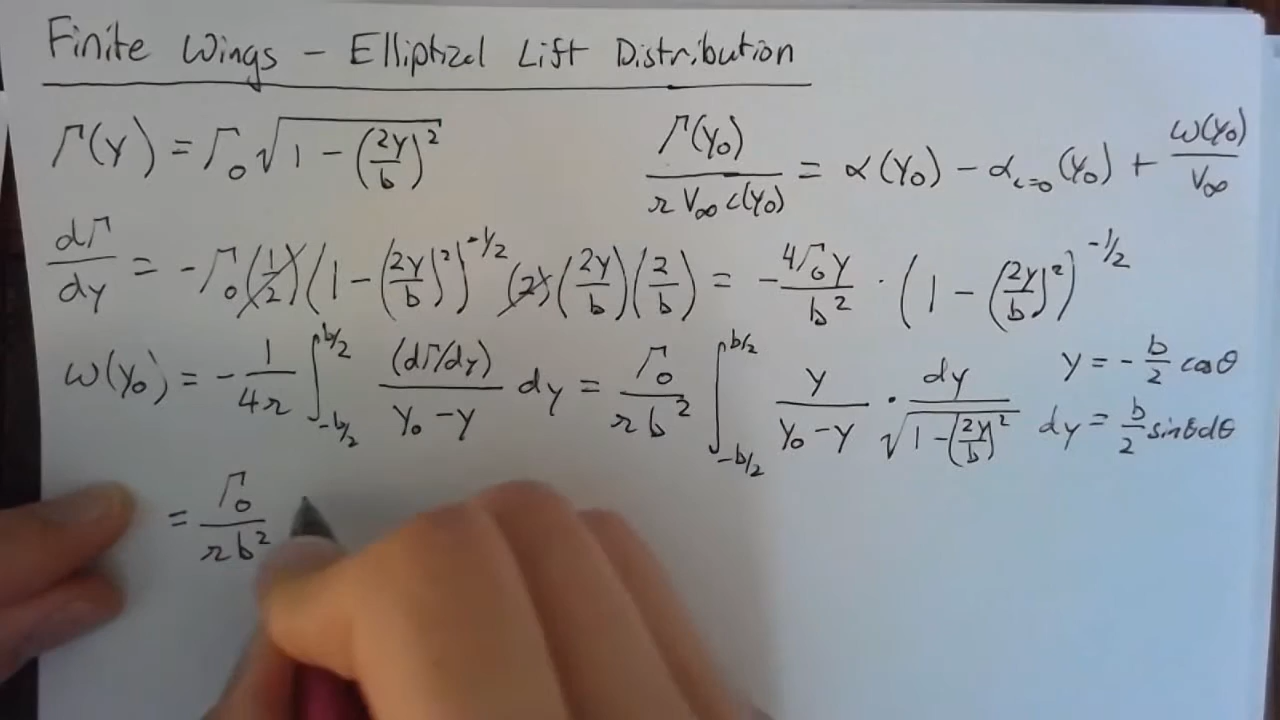 Finite Wings – Elliptical Lift Distribution
Γ(y) = Γ₀ √(1 − (2y/b)²)    Γ(y₀) / (π V∞ c(y₀)) = α(y₀) − α_{L=0}(y₀) + ω(y₀)/V∞
dΓ/dy = −Γ₀ (1/2) (1 − (2y/b)²)^{-1/2} (2) (2y/b) (2/b) = − 4Γ₀y/b² · (1 − (2y/b)²)^{-1/2}
ω(y₀) = − 1/4π ∫_{-b/2}^{b/2} (dΓ/dy)/(y₀ − y) dy = Γ₀/πb² ∫_{-b/2}^{b/2} y/(y₀ − y) · dy/√(1 − (2y/b)²)    y = − b/2 cosθ
dy = b/2 sinθdθ
= Γ₀/πb²